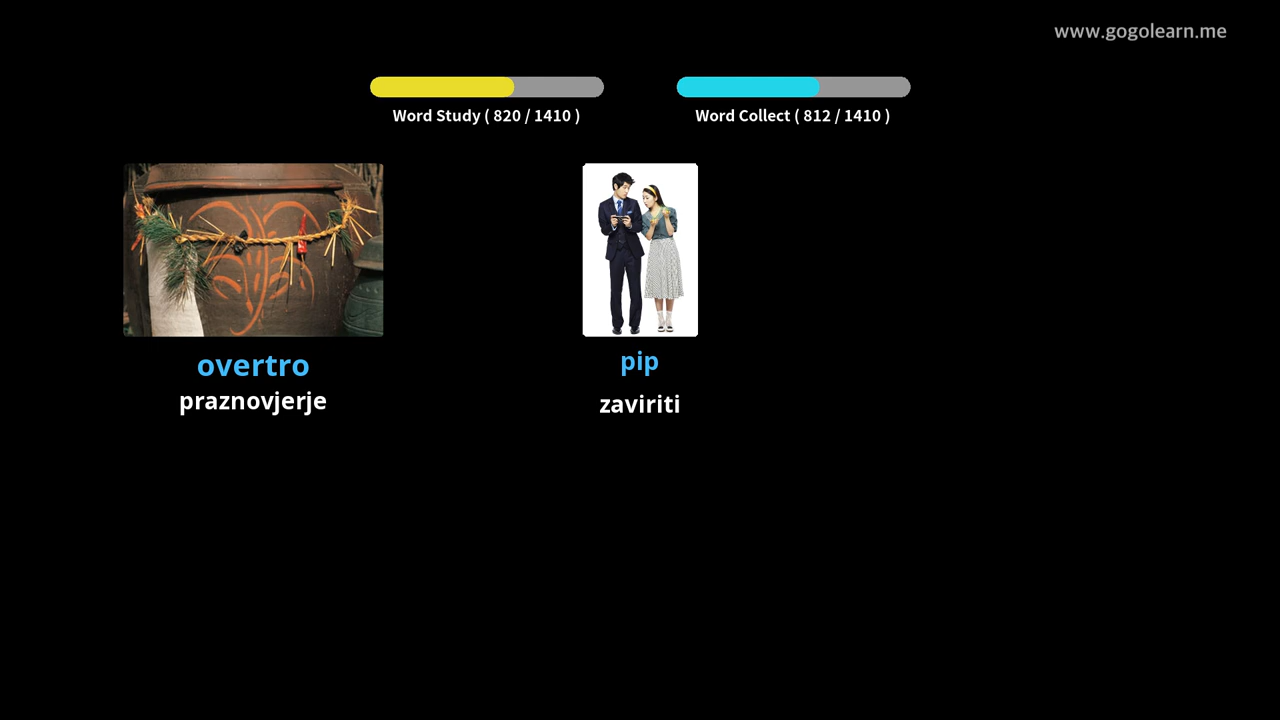 www.gogolearn.me
Word Study ( 820 / 1410 )
Word Collect ( 812 / 1410 )
overtro
praznovjerje
pip
zaviriti